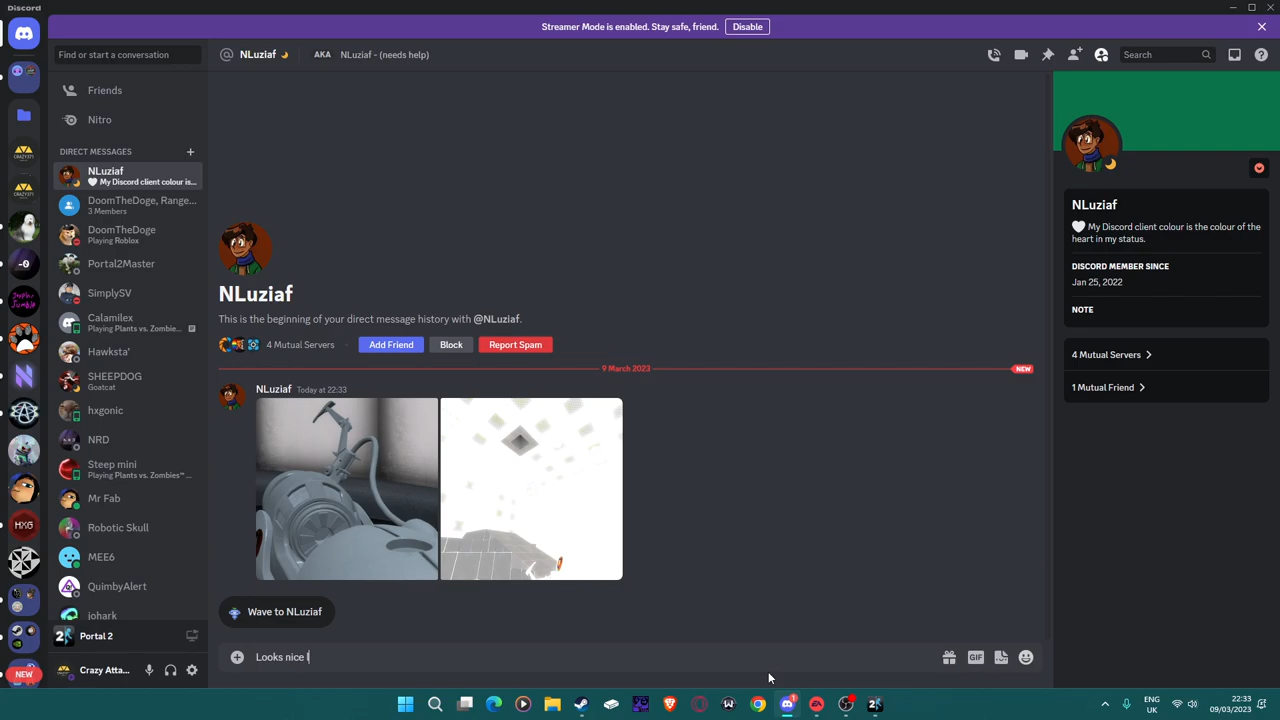 Discord
Streamer Mode is enabled. Stay safe, friend.
Disable
Find or start a conversation
NLuziaf
AKA
NLuziaf - (needs help)
Search
Friends
Nitro
DIRECT MESSAGES
NLuziaf
My Discord client colour is...
DoomTheDoge, Range...
3 Members
DoomTheDoge
Playing Roblox
Portal2Master
SimplySV
Calamilex
Playing Plants vs. Zombie...
Hawksta'
SHEEPDOG
Goatcat
hxgonic
NRD
Steep mini
Playing Plants vs. Zombies™ ...
Mr Fab
Robotic Skull
MEE6
QuimbyAlert
johark
Portal 2
Crazy Atta...
NEW
CRAZY371
CRAZY371
HXG
NLuziaf
This is the beginning of your direct message history with @NLuziaf.
4 Mutual Servers
Add Friend
Block
Report Spam
9 March 2023
NEW
NLuziaf Today at 22:33
Wave to NLuziaf
Looks nice !
GIF
NLuziaf
My Discord client colour is the colour of the
heart in my status.
DISCORD MEMBER SINCE
Jan 25, 2022
NOTE
4 Mutual Servers
1 Mutual Friend
ENG
UK
22:33
09/03/2023